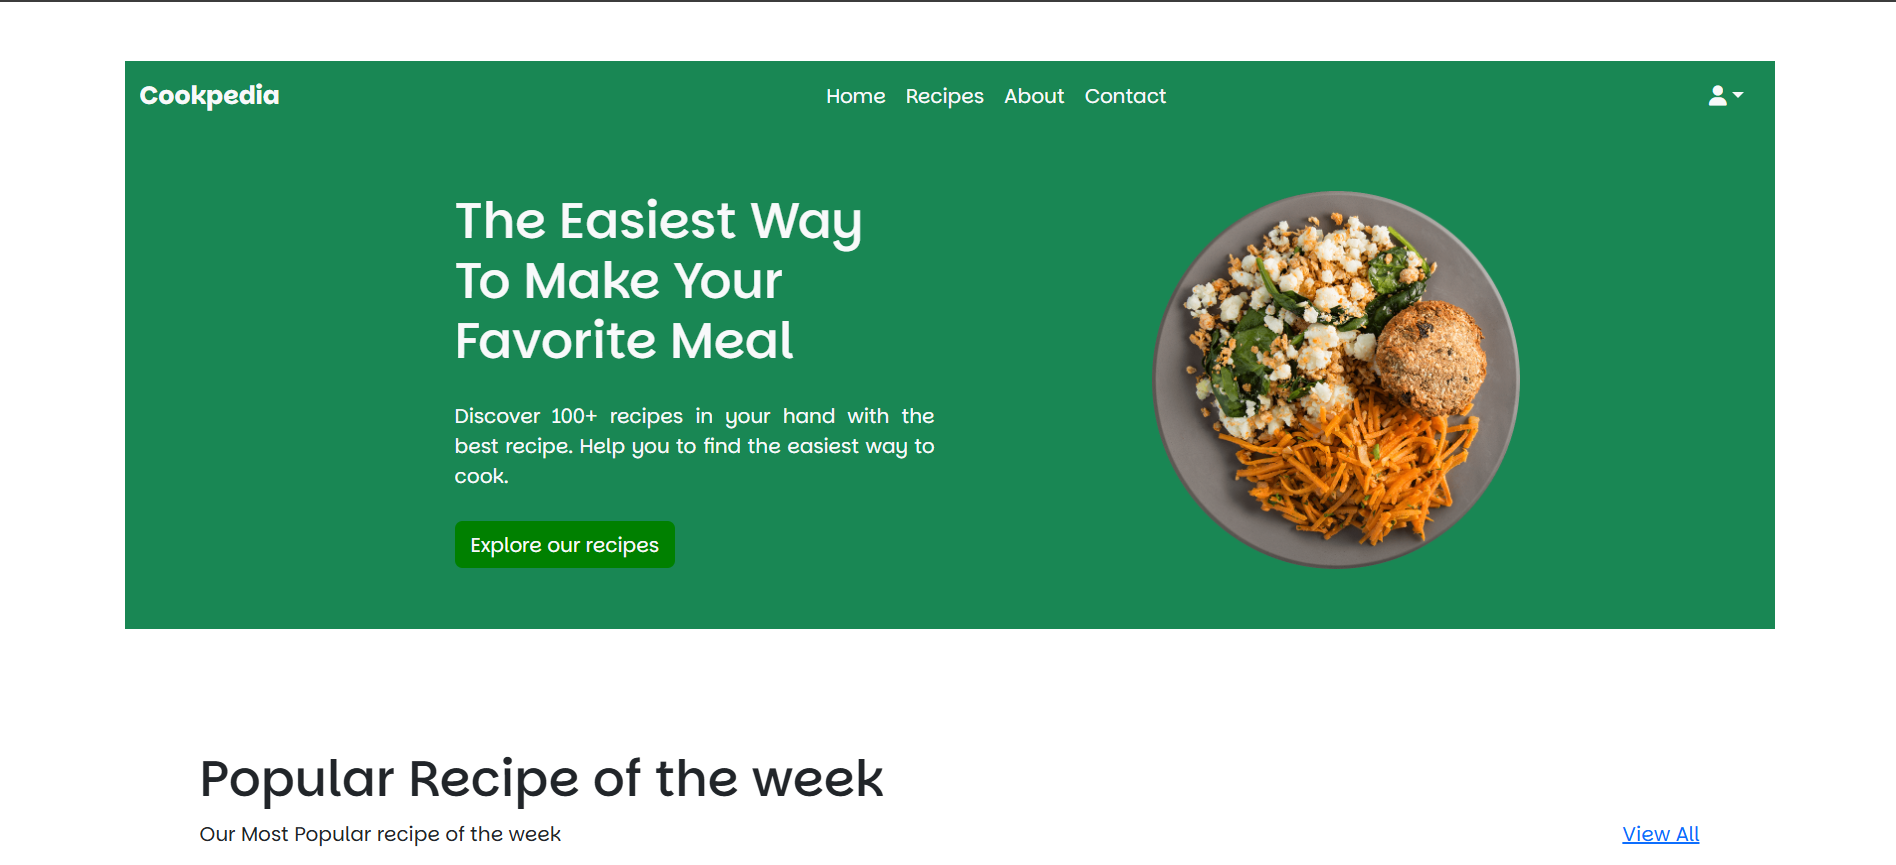 Cookpedia
Home Recipes About Contact
The Easiest Way
To Make Your
Favorite Meal
Discover 100+ recipes in your hand with the
best recipe. Help you to find the easiest way to
cook.
Explore our recipes
Popular Recipe of the week
Our Most Popular recipe of the week
View All